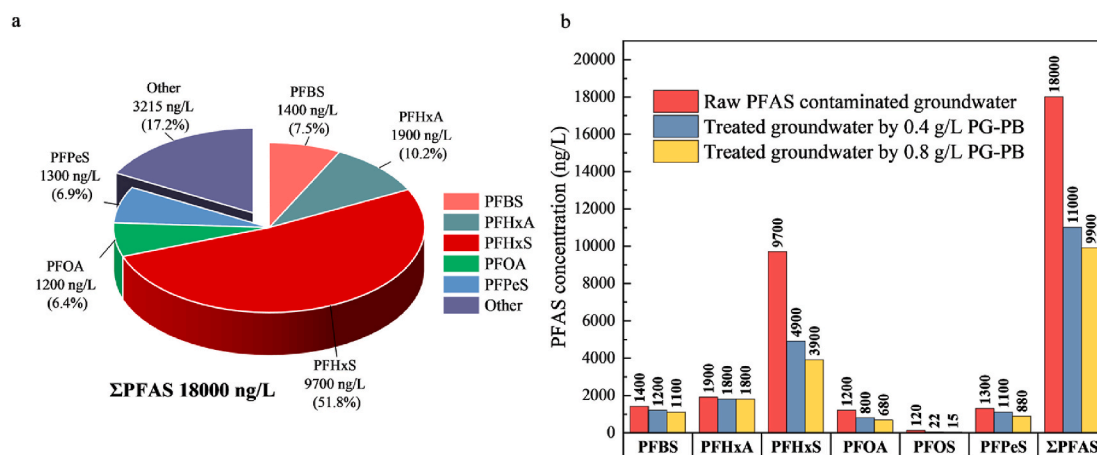 a
Other
3215 ng/L
(17.2%)
PFBS
1400 ng/L
(7.5%)
PFHxA
1900 ng/L
(10.2%)
PFPeS
1300 ng/L
(6.9%)
PFOA
1200 ng/L
(6.4%)
PFHxS
9700 ng/L
(51.8%)
ΣPFAS 18000 ng/L
PFBS
PFHxA
PFHxS
PFOA
PFPeS
Other
b
PFAS concentration (ng/L)
20000
18000
16000
14000
12000
10000
8000
6000
4000
2000
0
Raw PFAS contaminated groundwater
Treated groundwater by 0.4 g/L PG-PB
Treated groundwater by 0.8 g/L PG-PB
1400 1200 1100
1900 1800 1800
9700 4900 3900
1200 800 680
120 22 15
1300 1100 880
18000 11000 9900
PFBS PFHxA PFHxS PFOA PFOS PFPeS ΣPFAS